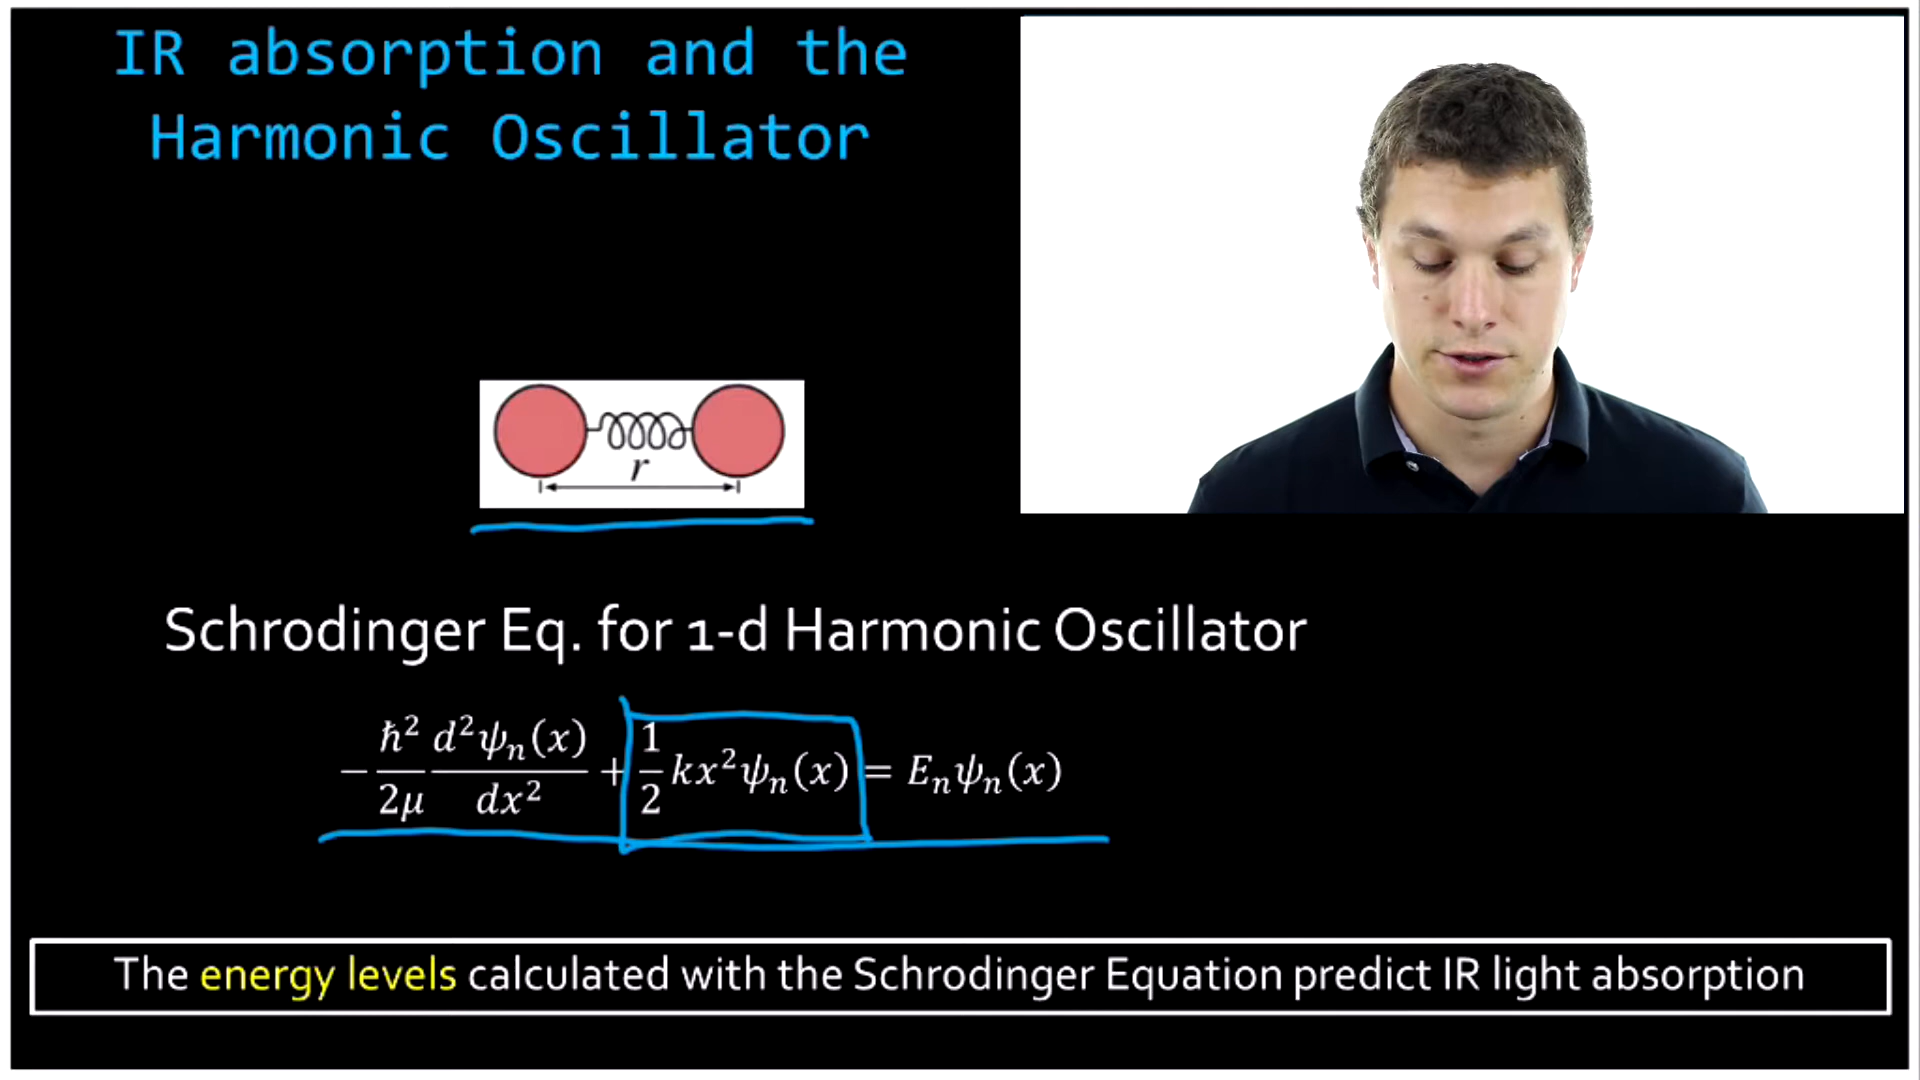 IR absorption and the
Harmonic Oscillator
r
Schrodinger Eq. for 1-d Harmonic Oscillator
−ħ²/2μ d²ψₙ(x)/dx² + 1/2 kx²ψₙ(x) = Eₙψₙ(x)
The energy levels calculated with the Schrodinger Equation predict IR light absorption